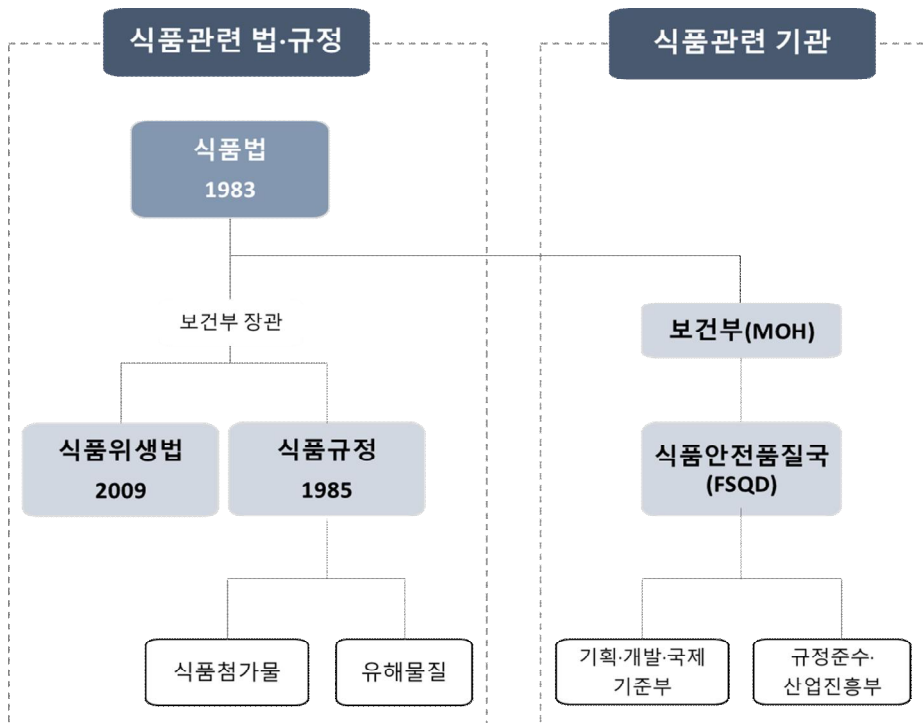 식품관련 법·규정
식품관련 기관
식품법
1983
보건부 장관
보건부(MOH)
식품위생법
2009
식품규정
1985
식품안전품질국
(FSQD)
식품첨가물
유해물질
기획·개발·국제
기준부
규정준수·
산업진흥부